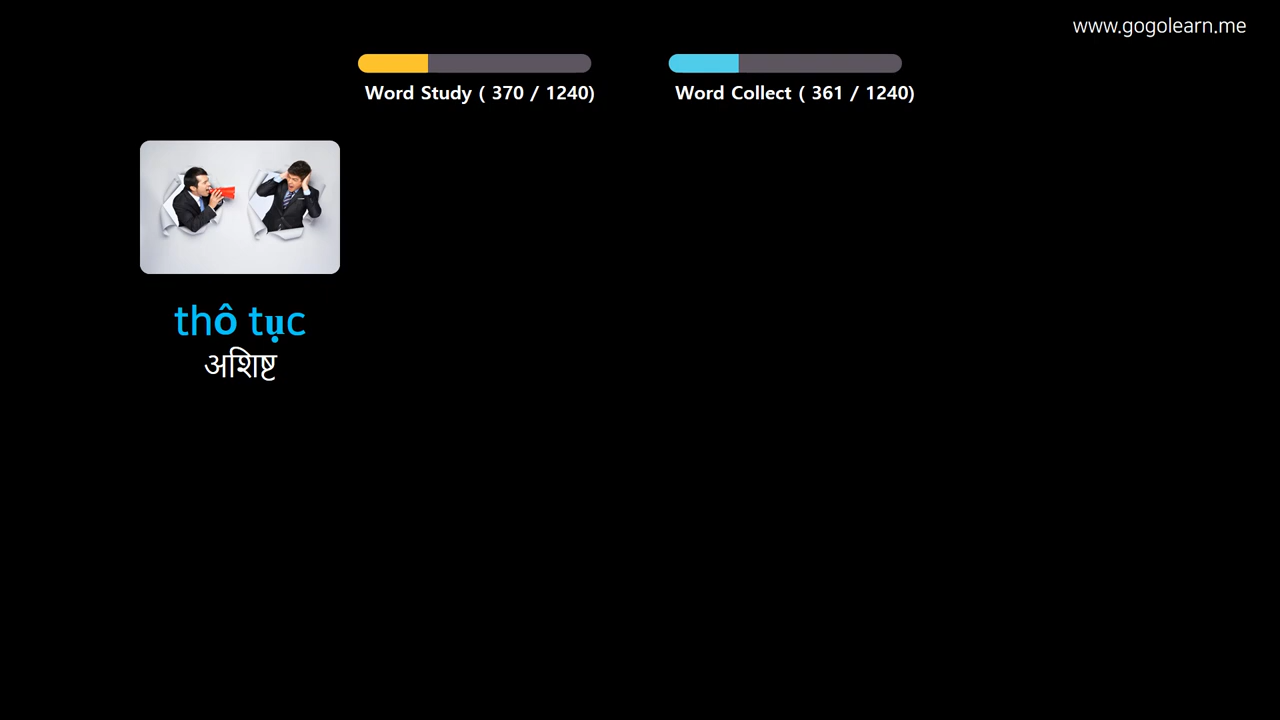 www.gogolearn.me
Word Study ( 370 / 1240)
Word Collect ( 361 / 1240)
thô tục
अशिष्ट